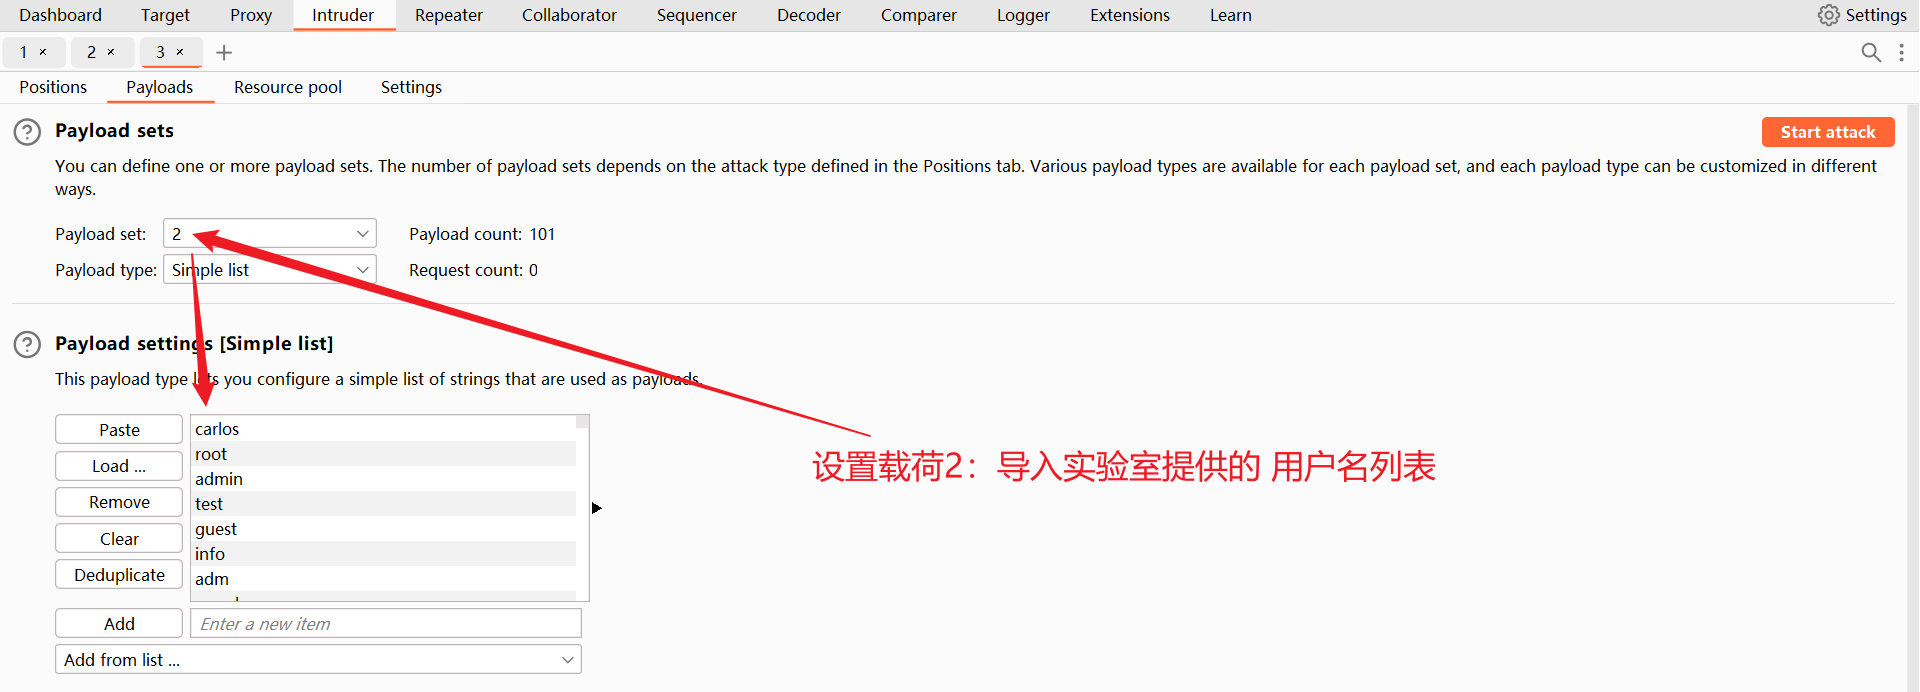 Dashboard Target Proxy Intruder Repeater Collaborator Sequencer Decoder Comparer Logger Extensions Learn Settings
1 × 2 × 3 × +
Positions Payloads Resource pool Settings
? Payload sets Start attack
You can define one or more payload sets. The number of payload sets depends on the attack type defined in the Positions tab. Various payload types are available for each payload set, and each payload type can be customized in different
ways.
Payload set: 2 Payload count: 101
Payload type: Simple list Request count: 0
? Payload settings [Simple list]
This payload type lets you configure a simple list of strings that are used as payloads.
Paste carlos
root
Load ... admin
设置载荷2：导入实验室提供的 用户名列表
Remove test
guest
Clear info
Deduplicate adm
Add Enter a new item
Add from list ...